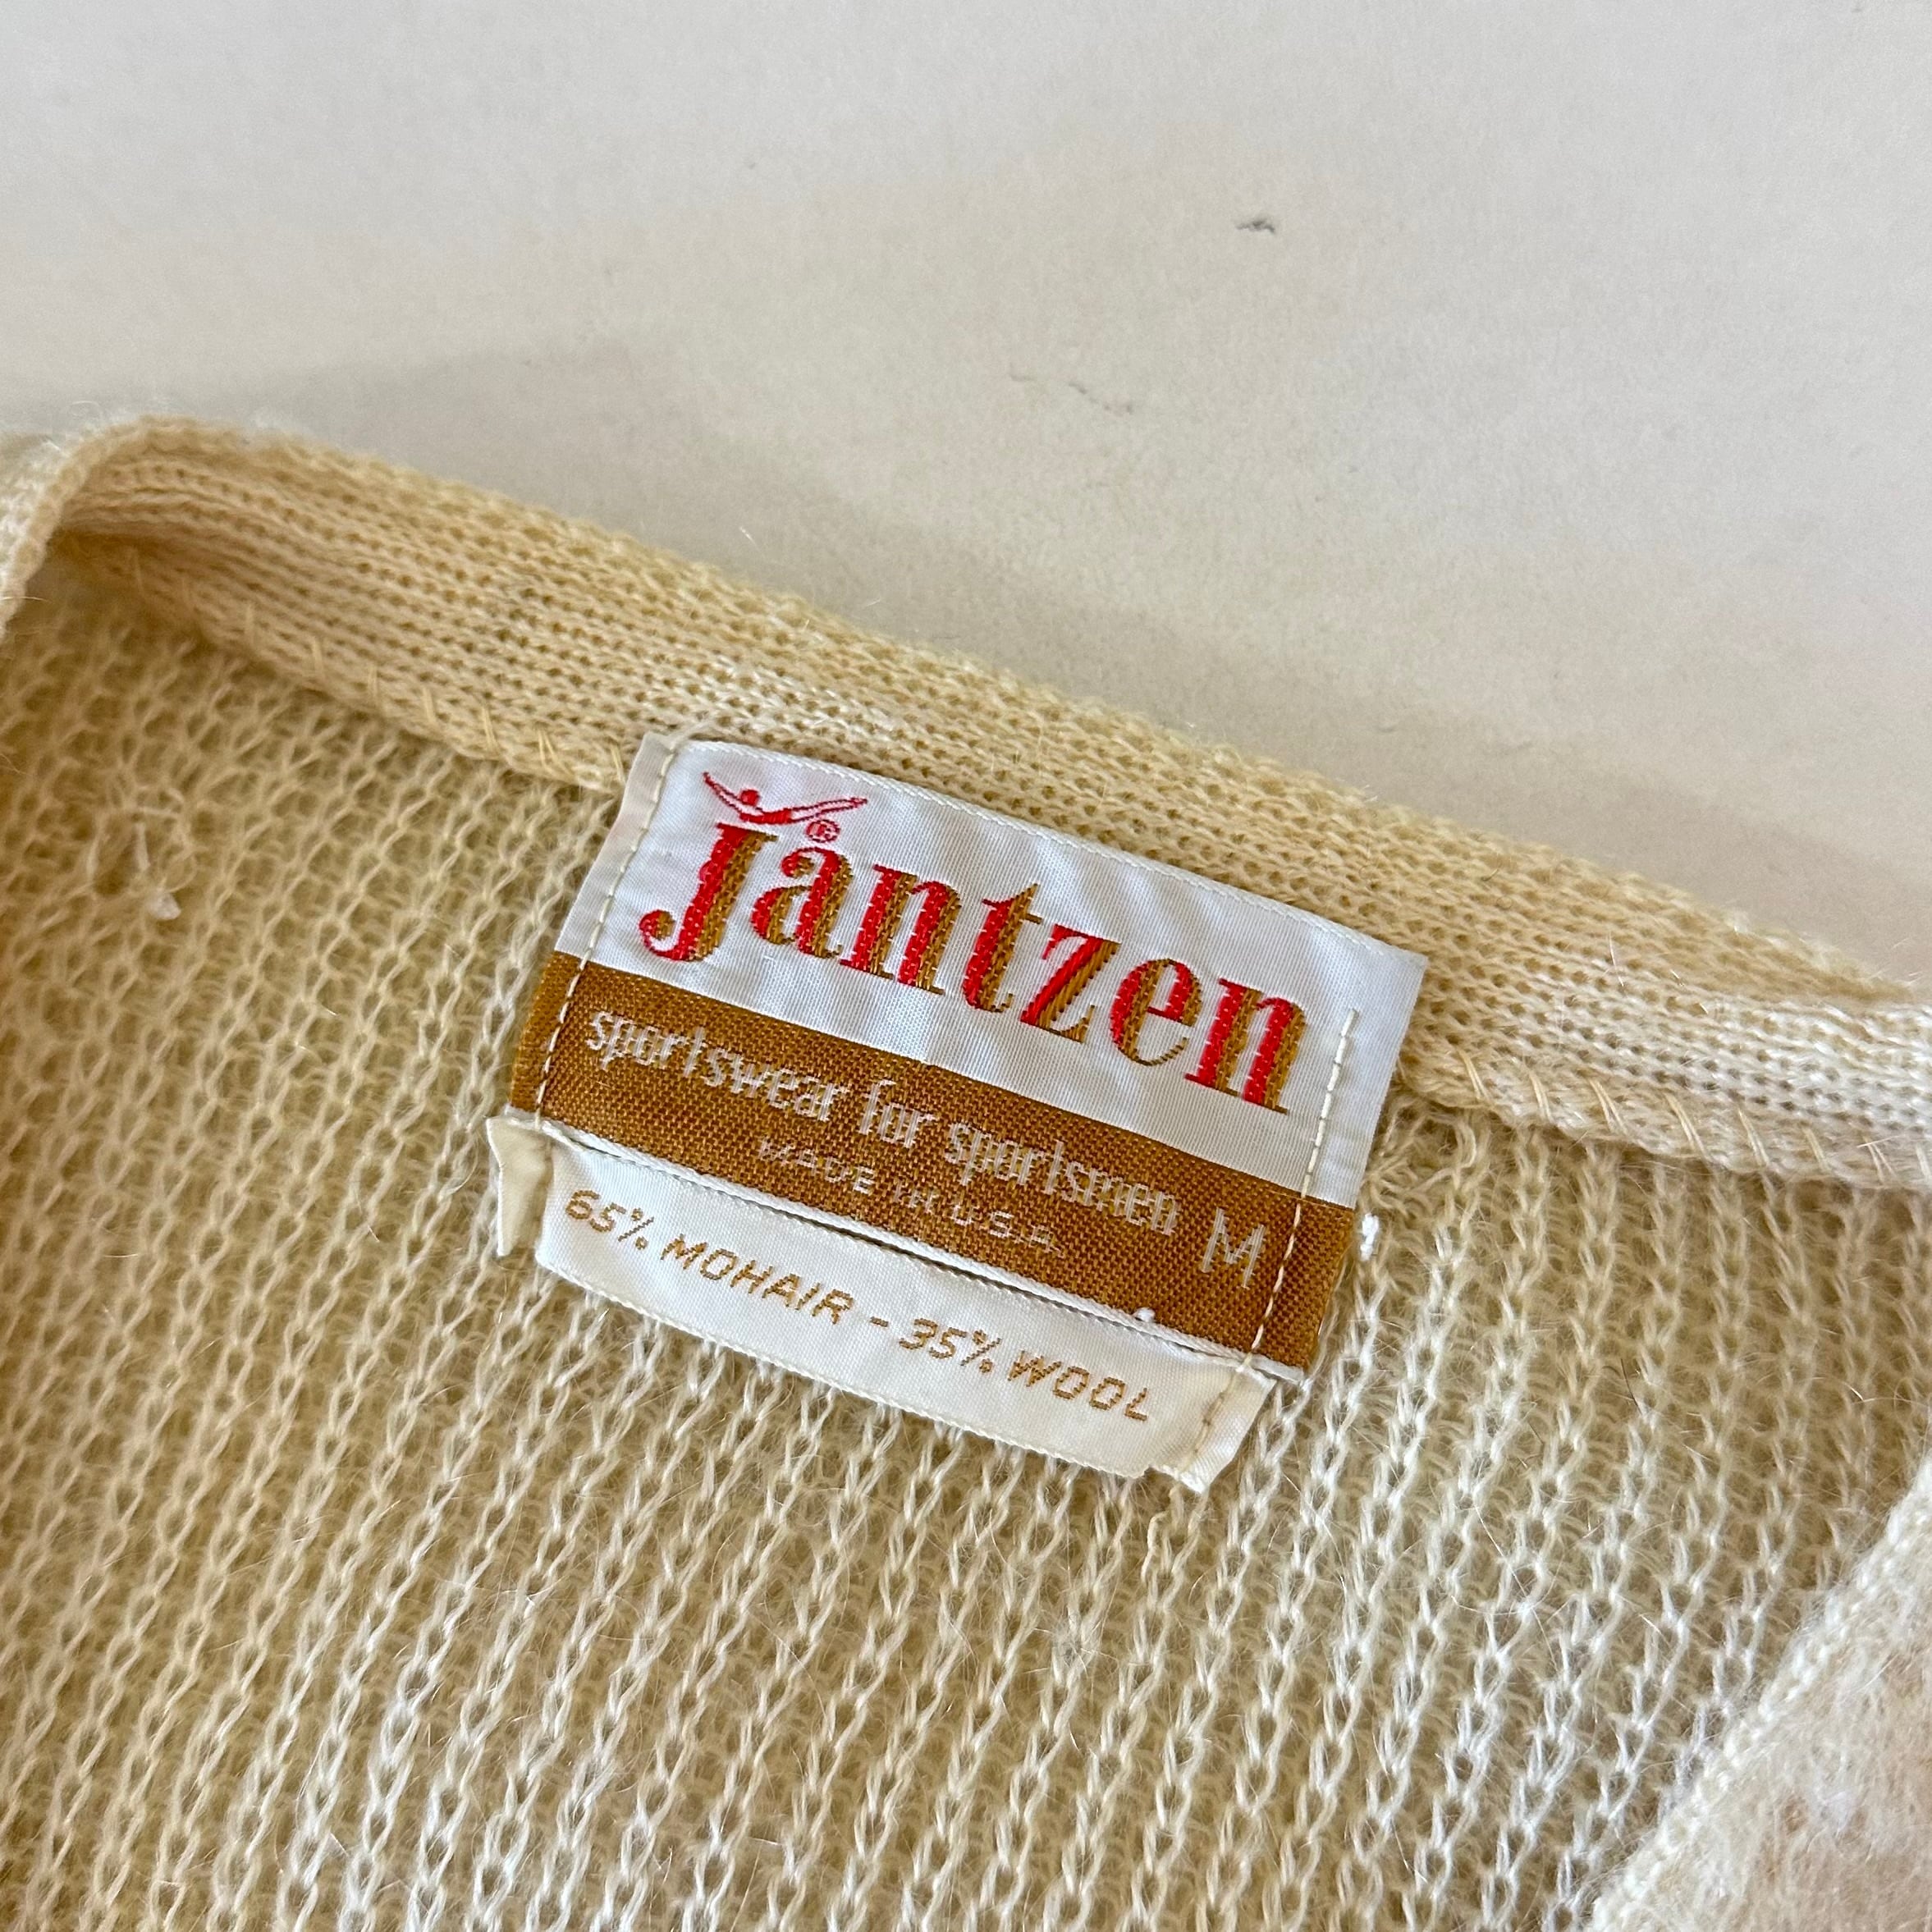 Jantzen®
sportswear for sportsmen M
MADE IN U.S.A.
65% MOHAIR - 35% WOOL